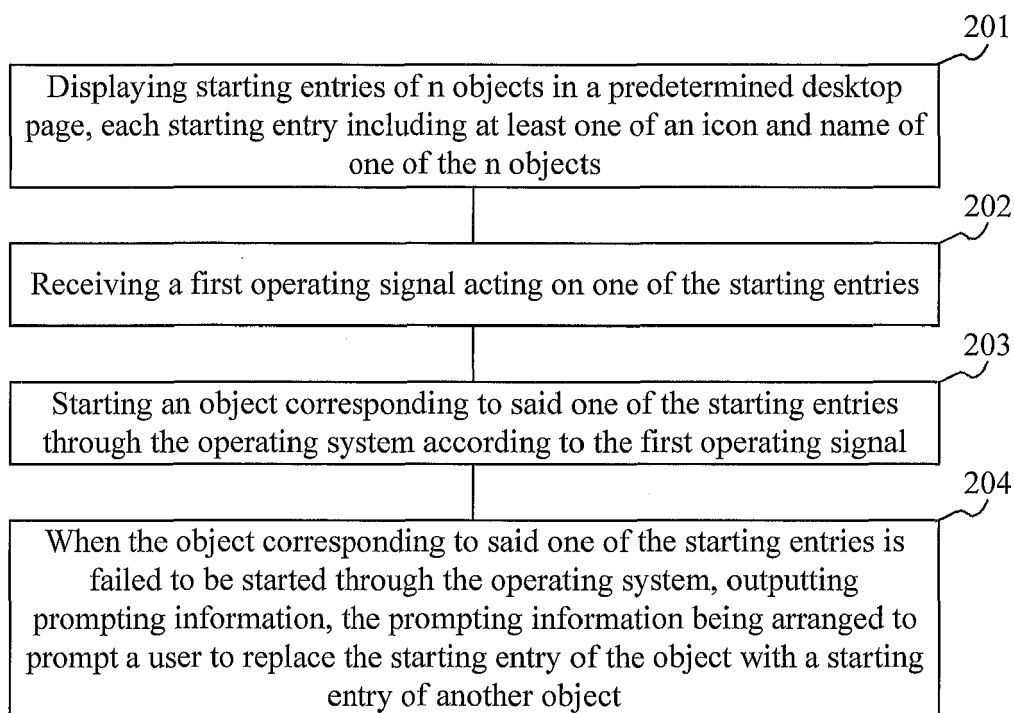 201
Displaying starting entries of n objects in a predetermined desktop
page, each starting entry including at least one of an icon and name of
one of the n objects
202
Receiving a first operating signal acting on one of the starting entries
203
Starting an object corresponding to said one of the starting entries
through the operating system according to the first operating signal
204
When the object corresponding to said one of the starting entries is
failed to be started through the operating system, outputting
prompting information, the prompting information being arranged to
prompt a user to replace the starting entry of the object with a starting
entry of another object